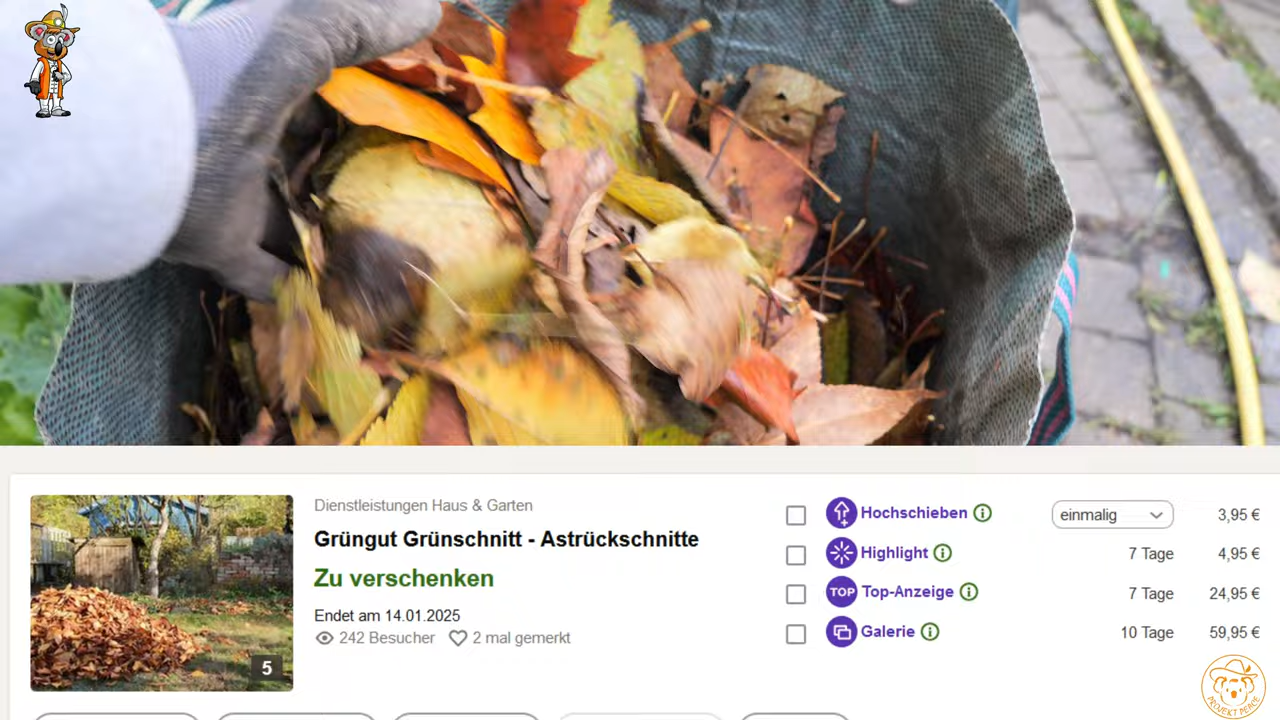 Dienstleistungen Haus & Garten
Grüngut Grünschnitt - Astrückschnitte
Zu verschenken
Endet am 14.01.2025
242 Besucher 2 mal gemerkt
5
Hochschieben einmalig 3,95 €
Highlight 7 Tage 4,95 €
TOP Top-Anzeige 7 Tage 24,95 €
Galerie 10 Tage 59,95 €
PROJEKT PEACE